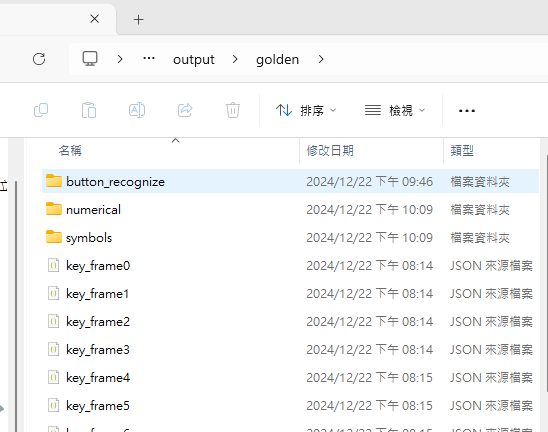 output > golden >
排序 檢視
名稱 修改日期 類型
button_recognize 2024/12/22 下午 09:46 檔案資料夾
numerical 2024/12/22 下午 10:09 檔案資料夾
symbols 2024/12/22 下午 10:09 檔案資料夾
key_frame0 2024/12/22 下午 08:14 JSON 來源檔案
key_frame1 2024/12/22 下午 08:14 JSON 來源檔案
key_frame2 2024/12/22 下午 08:14 JSON 來源檔案
key_frame3 2024/12/22 下午 08:14 JSON 來源檔案
key_frame4 2024/12/22 下午 08:15 JSON 來源檔案
key_frame5 2024/12/22 下午 08:15 JSON 來源檔案